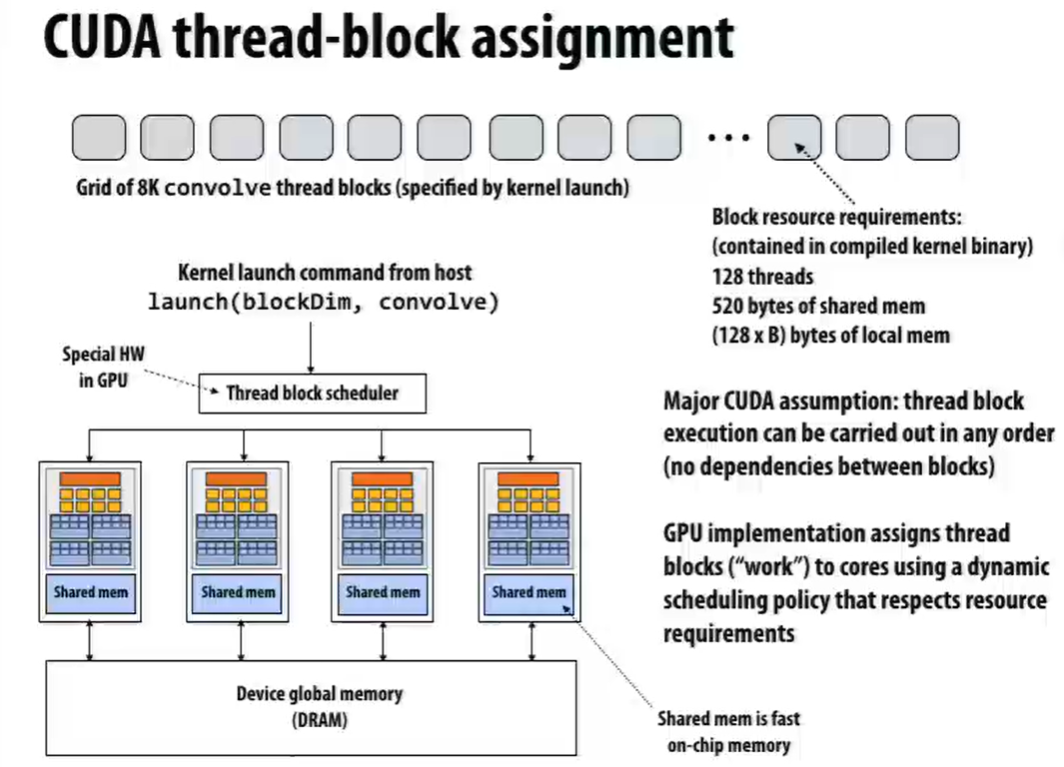 CUDA thread-block assignment
• • •
Grid of 8K convolve thread blocks (specified by kernel launch)
Block resource requirements:
(contained in compiled kernel binary)
128 threads
520 bytes of shared mem
(128 x B) bytes of local mem
Kernel launch command from host
launch(blockDim, convolve)
Special HW
in GPU
Thread block scheduler
Major CUDA assumption: thread block
execution can be carried out in any order
(no dependencies between blocks)
GPU implementation assigns thread
blocks (“work”) to cores using a dynamic
scheduling policy that respects resource
requirements
Shared mem
Shared mem
Shared mem
Shared mem
Device global memory
(DRAM)
Shared mem is fast
on-chip memory